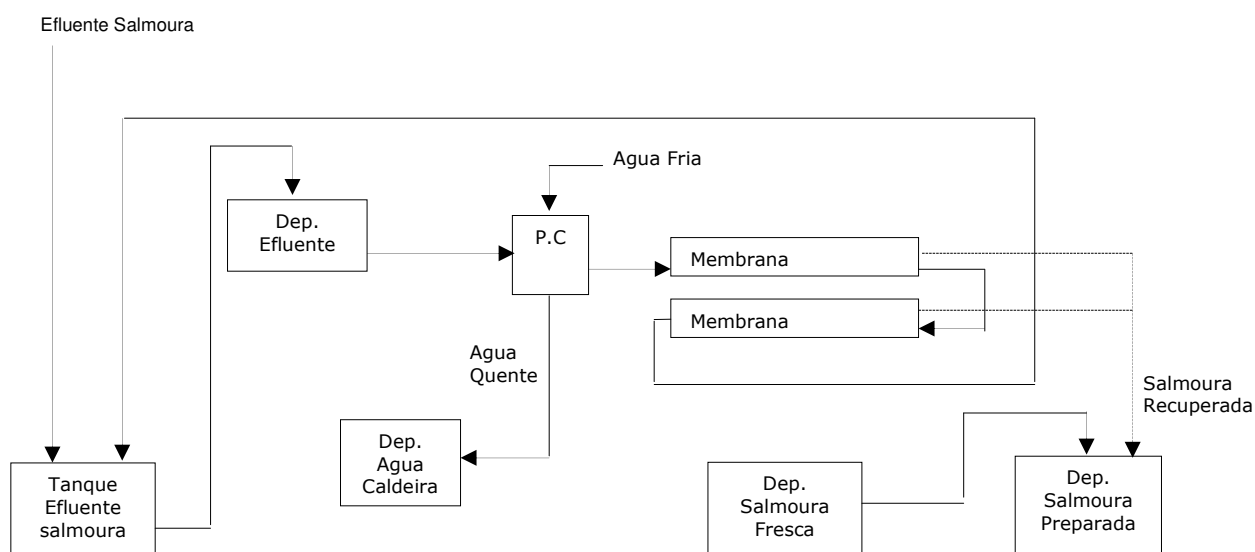 Efluente Salmoura
Agua Fria
Dep.
Efluente
P.C
Membrana
Membrana
Agua
Quente
Salmoura
Recuperada
Dep.
Agua
Caldeira
Tanque
Efluente
salmoura
Dep.
Salmoura
Fresca
Dep.
Salmoura
Preparada